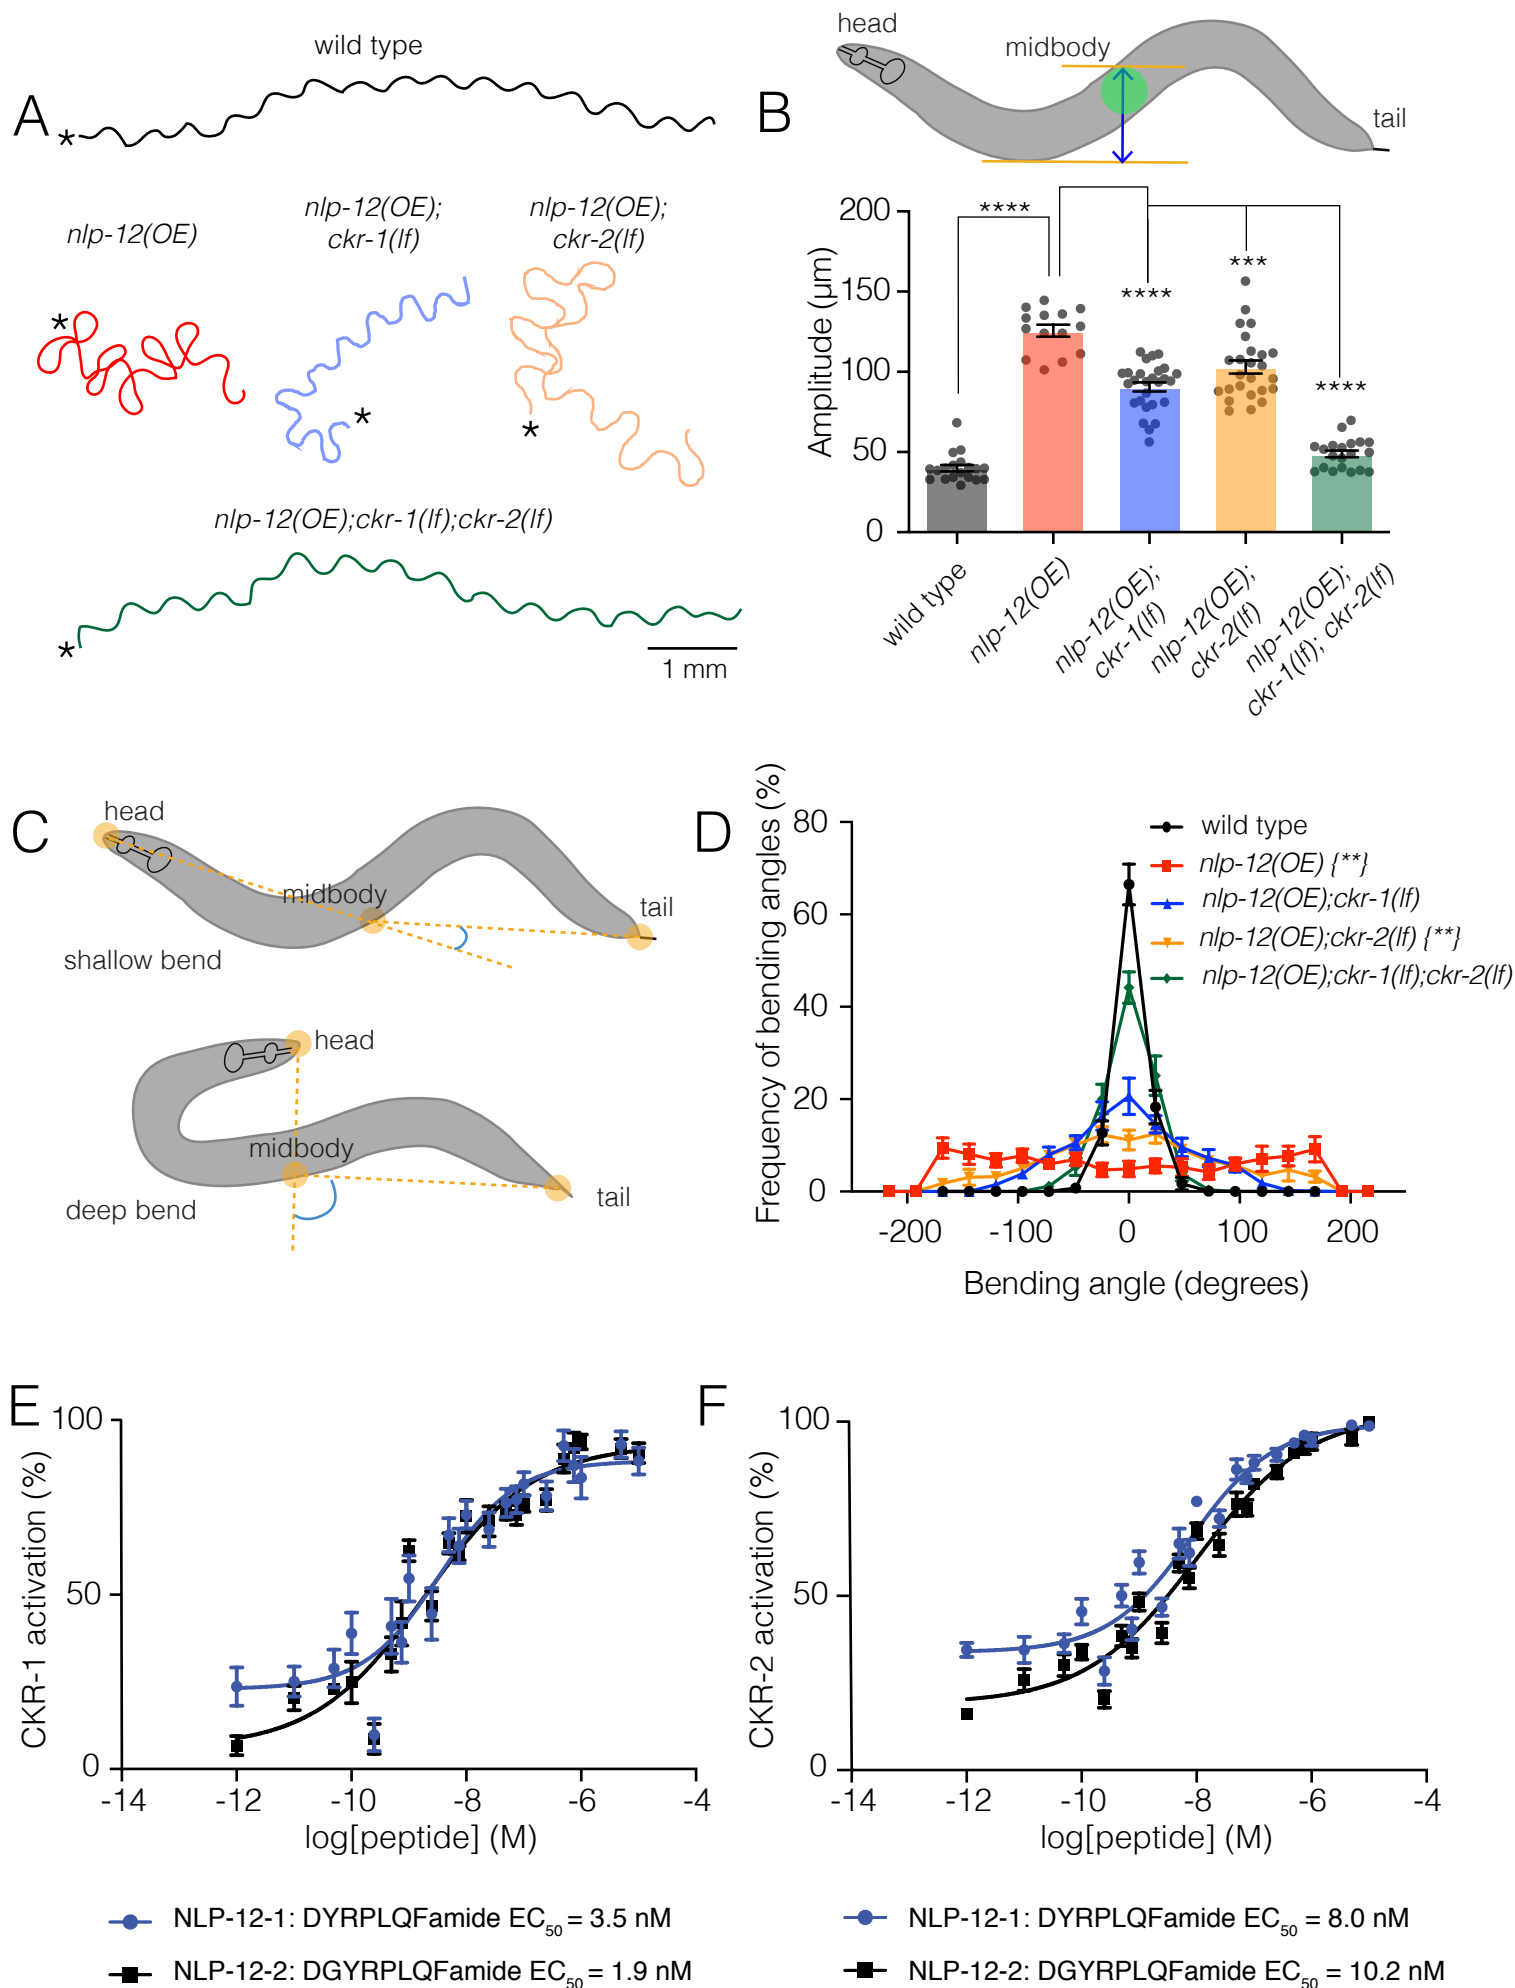 A
wild type
*
nlp-12(OE)
nlp-12(OE);
ckr-1(lf)
nlp-12(OE);
ckr-2(lf)
*
*
*
nlp-12(OE);ckr-1(lf);ckr-2(lf)
*
1 mm
B
head
midbody
tail
Amplitude (µm)
200
150
100
50
0
****
****
***
****
wild type
nlp-12(OE)
nlp-12(OE);
ckr-1(lf)
nlp-12(OE);
ckr-2(lf)
nlp-12(OE);
ckr-1(lf); ckr-2(lf)
C
head
midbody
tail
shallow bend
head
midbody
tail
deep bend
D
Frequency of bending angles (%)
80
60
40
20
0
-200 -100 0 100 200
Bending angle (degrees)
wild type
nlp-12(OE) {**}
nlp-12(OE);ckr-1(lf)
nlp-12(OE);ckr-2(lf) {**}
nlp-12(OE);ckr-1(lf);ckr-2(lf)
E
CKR-1 activation (%)
100
50
0
-14 -12 -10 -8 -6 -4
log[peptide] (M)
NLP-12-1: DYRPLQFamide EC50 = 3.5 nM
NLP-12-2: DGYRPLQFamide EC50 = 1.9 nM
F
CKR-2 activation (%)
100
50
0
-14 -12 -10 -8 -6 -4
log[peptide] (M)
NLP-12-1: DYRPLQFamide EC50 = 8.0 nM
NLP-12-2: DGYRPLQFamide EC50 = 10.2 nM